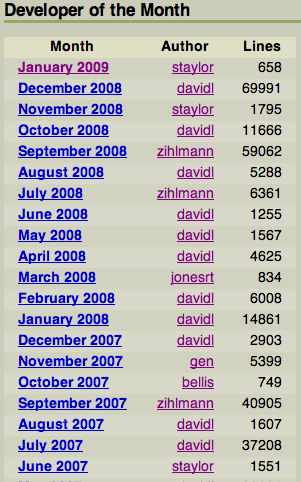 Developer of the Month
Month Author Lines
January 2009 staylor 658
December 2008 davidl 69991
November 2008 staylor 1795
October 2008 davidl 11666
September 2008 zihlmann 59062
August 2008 davidl 5288
July 2008 zihlmann 6361
June 2008 davidl 1255
May 2008 davidl 1567
April 2008 davidl 4625
March 2008 jonesrt 834
February 2008 davidl 6008
January 2008 davidl 14861
December 2007 davidl 2903
November 2007 gen 5399
October 2007 bellis 749
September 2007 zihlmann 40905
August 2007 davidl 1607
July 2007 davidl 37208
June 2007 staylor 1551